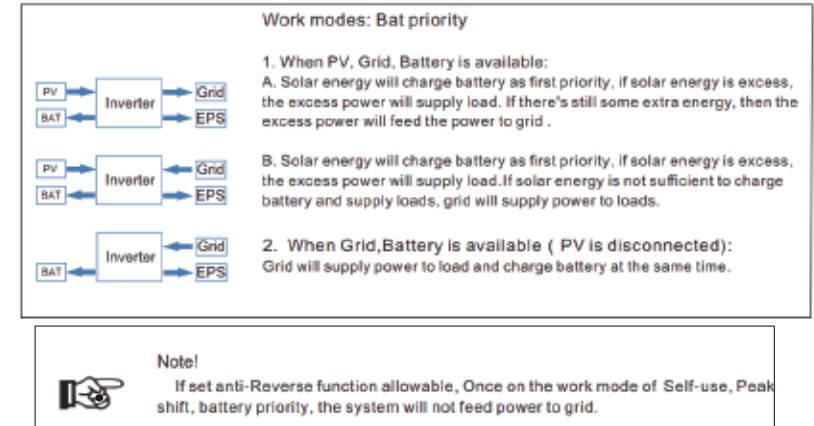 Work modes: Bat priority
1. When PV, Grid, Battery is available:
A. Solar energy will charge battery as first priority, if solar energy is excess,
the excess power will supply load. If there's still some extra energy, then the
excess power will feed the power to grid .
PV
BAT
Inverter
Grid
EPS
B. Solar energy will charge battery as first priority, if solar energy is excess,
the excess power will supply load.If solar energy is not sufficient to charge
battery and supply loads, grid will supply power to loads.
PV
BAT
Inverter
Grid
EPS
2. When Grid,Battery is available ( PV is disconnected):
Grid will supply power to load and charge battery at the same time.
BAT
Inverter
Grid
EPS
Note!
If set anti-Reverse function allowable, Once on the work mode of Self-use, Peak
shift, battery priority, the system will not feed power to grid.